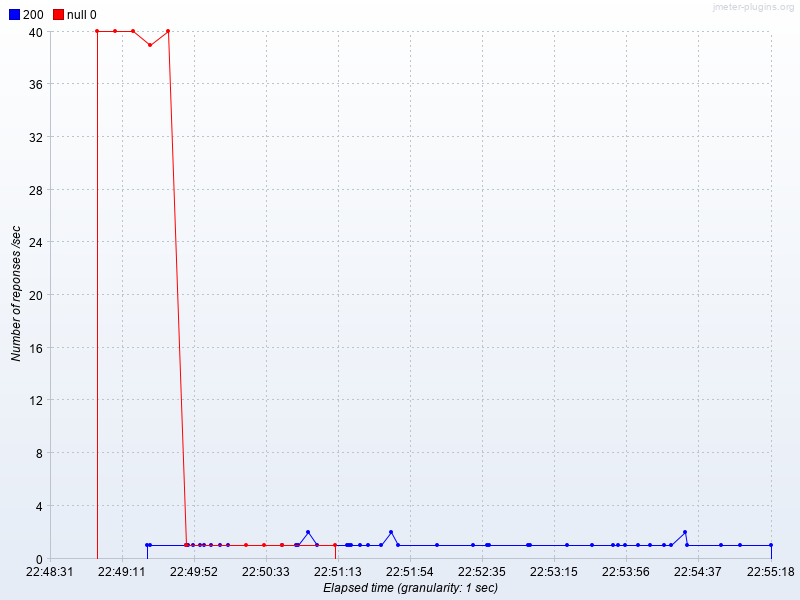 jmeter-plugins.org
200 null 0
40
36
32
28
24
20
16
12
8
4
0
Number of reponses /sec
22:48:31 22:49:11 22:49:52 22:50:33 22:51:13 22:51:54 22:52:35 22:53:15 22:53:56 22:54:37 22:55:18
Elapsed time (granularity: 1 sec)